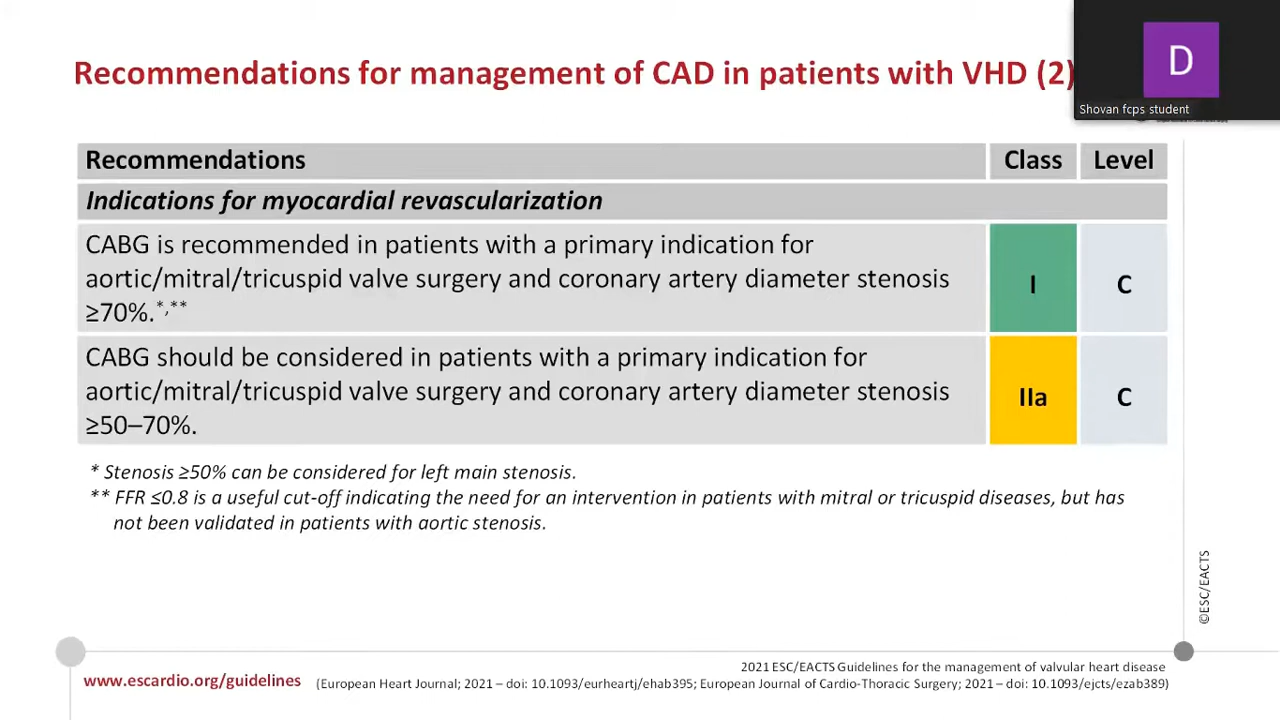 Recommendations for management of CAD in patients with VHD (2)
D
Shovan fcps student
Recommendations Class Level
Indications for myocardial revascularization
CABG is recommended in patients with a primary indication for
aortic/mitral/tricuspid valve surgery and coronary artery diameter stenosis
≥70%.*,**
I C
CABG should be considered in patients with a primary indication for
aortic/mitral/tricuspid valve surgery and coronary artery diameter stenosis
≥50–70%.
IIa C
* Stenosis ≥50% can be considered for left main stenosis.
** FFR ≤0.8 is a useful cut-off indicating the need for an intervention in patients with mitral or tricuspid diseases, but has
not been validated in patients with aortic stenosis.
©ESC/EACTS
www.escardio.org/guidelines
2021 ESC/EACTS Guidelines for the management of valvular heart disease
(European Heart Journal; 2021 – doi: 10.1093/eurheartj/ehab395; European Journal of Cardio-Thoracic Surgery; 2021 – doi: 10.1093/ejcts/ezab389)